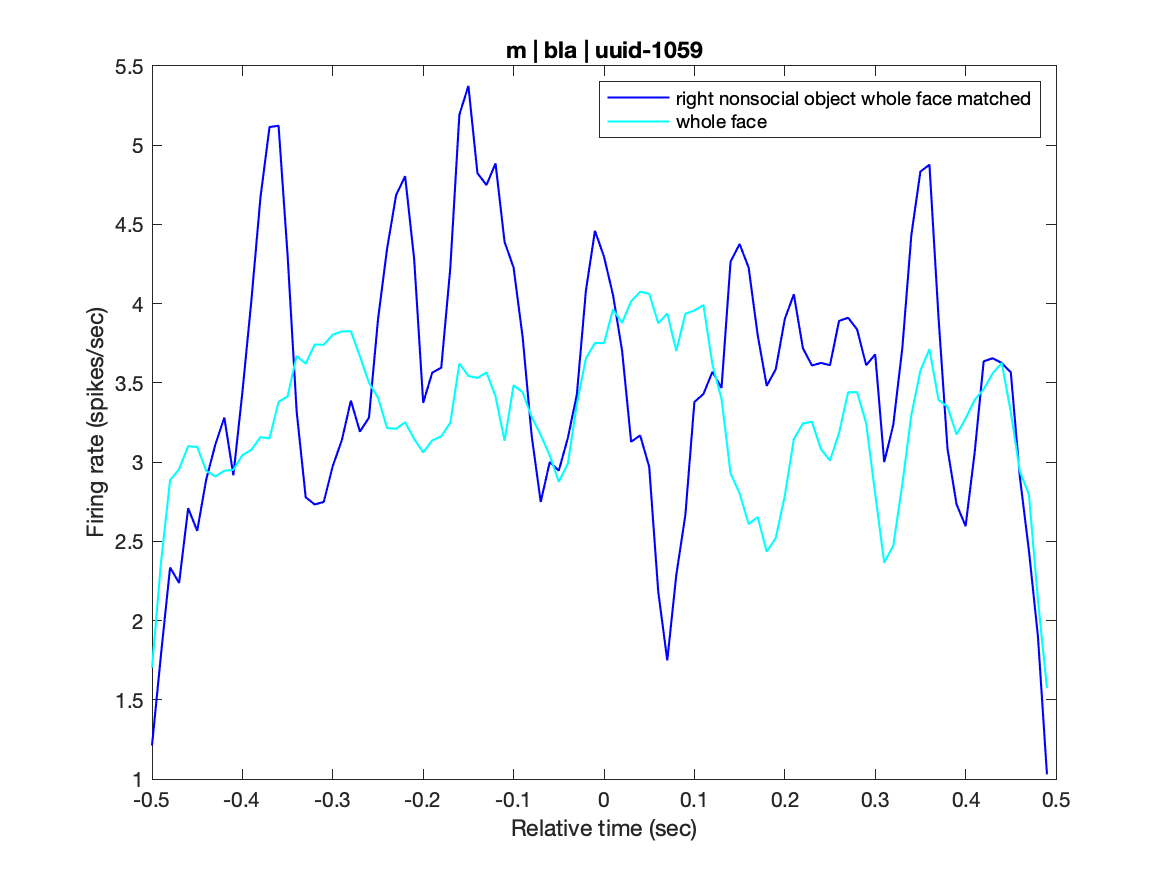 m | bla | uuid-1059
right nonsocial object whole face matched
whole face
Firing rate (spikes/sec)
5.5
5
4.5
4
3.5
3
2.5
2
1.5
1
-0.5 -0.4 -0.3 -0.2 -0.1 0 0.1 0.2 0.3 0.4 0.5
Relative time (sec)